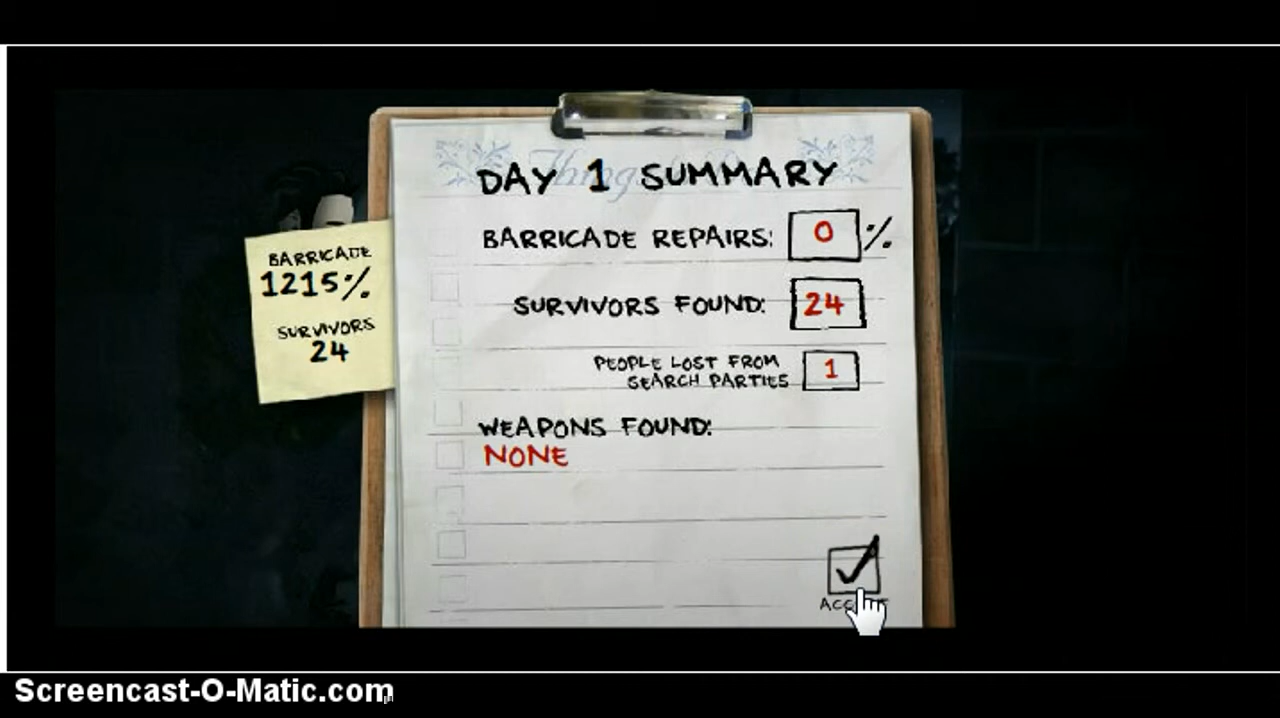 DAY 1 SUMMARY
BARRICADE REPAIRS: 0 %
SURVIVORS FOUND: 24
PEOPLE LOST FROM
SEARCH PARTIES 1
WEAPONS FOUND:
NONE
BARRICADE
1215%
SURVIVORS
24
Screencast-O-Matic.com